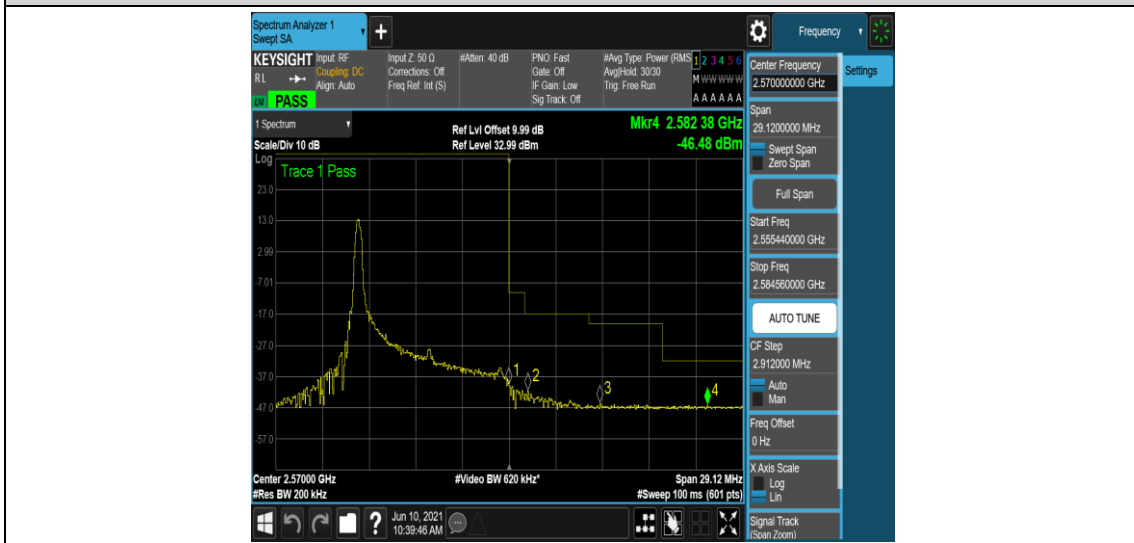 Spectrum Analyzer 1
Swept SA
+
Frequency
KEYSIGHT
RL
PASS
Input: RF
Coupling: DC
Align: Auto
Input Z: 50 Ω
Corrections: Off
Freq Ref: Int (S)
#Atten: 40 dB
PNO: Fast
Gate: Off
IF Gain: Low
Sig Track: Off
#Avg Type: Power (RMS
Avg|Hold: 30/30
Trig: Free Run
1 2 3 4 5 6
M W W W W W
A A A A A A
1 Spectrum
Scale/Div 10 dB
Ref Lvl Offset 9.99 dB
Ref Level 32.99 dBm
Mkr4 2.582 38 GHz
-46.48 dBm
Log
Trace 1 Pass
23.0
13.0
2.99
-7.01
-17.0
-27.0
-37.0
-47.0
-57.0
1
2
3
4
Center 2.57000 GHz
#Res BW 200 kHz
#Video BW 620 kHz*
Span 29.12 MHz
#Sweep 100 ms (601 pts)
?
Jun 10, 2021
10:39:46 AM
Center Frequency
2.570000000 GHz
Settings
Span
29.1200000 MHz
Swept Span
Zero Span
Full Span
Start Freq
2.555440000 GHz
Stop Freq
2.584560000 GHz
AUTO TUNE
CF Step
2.912000 MHz
Auto
Man
Freq Offset
0 Hz
X Axis Scale
Log
Lin
Signal Track
(Span Zoom)